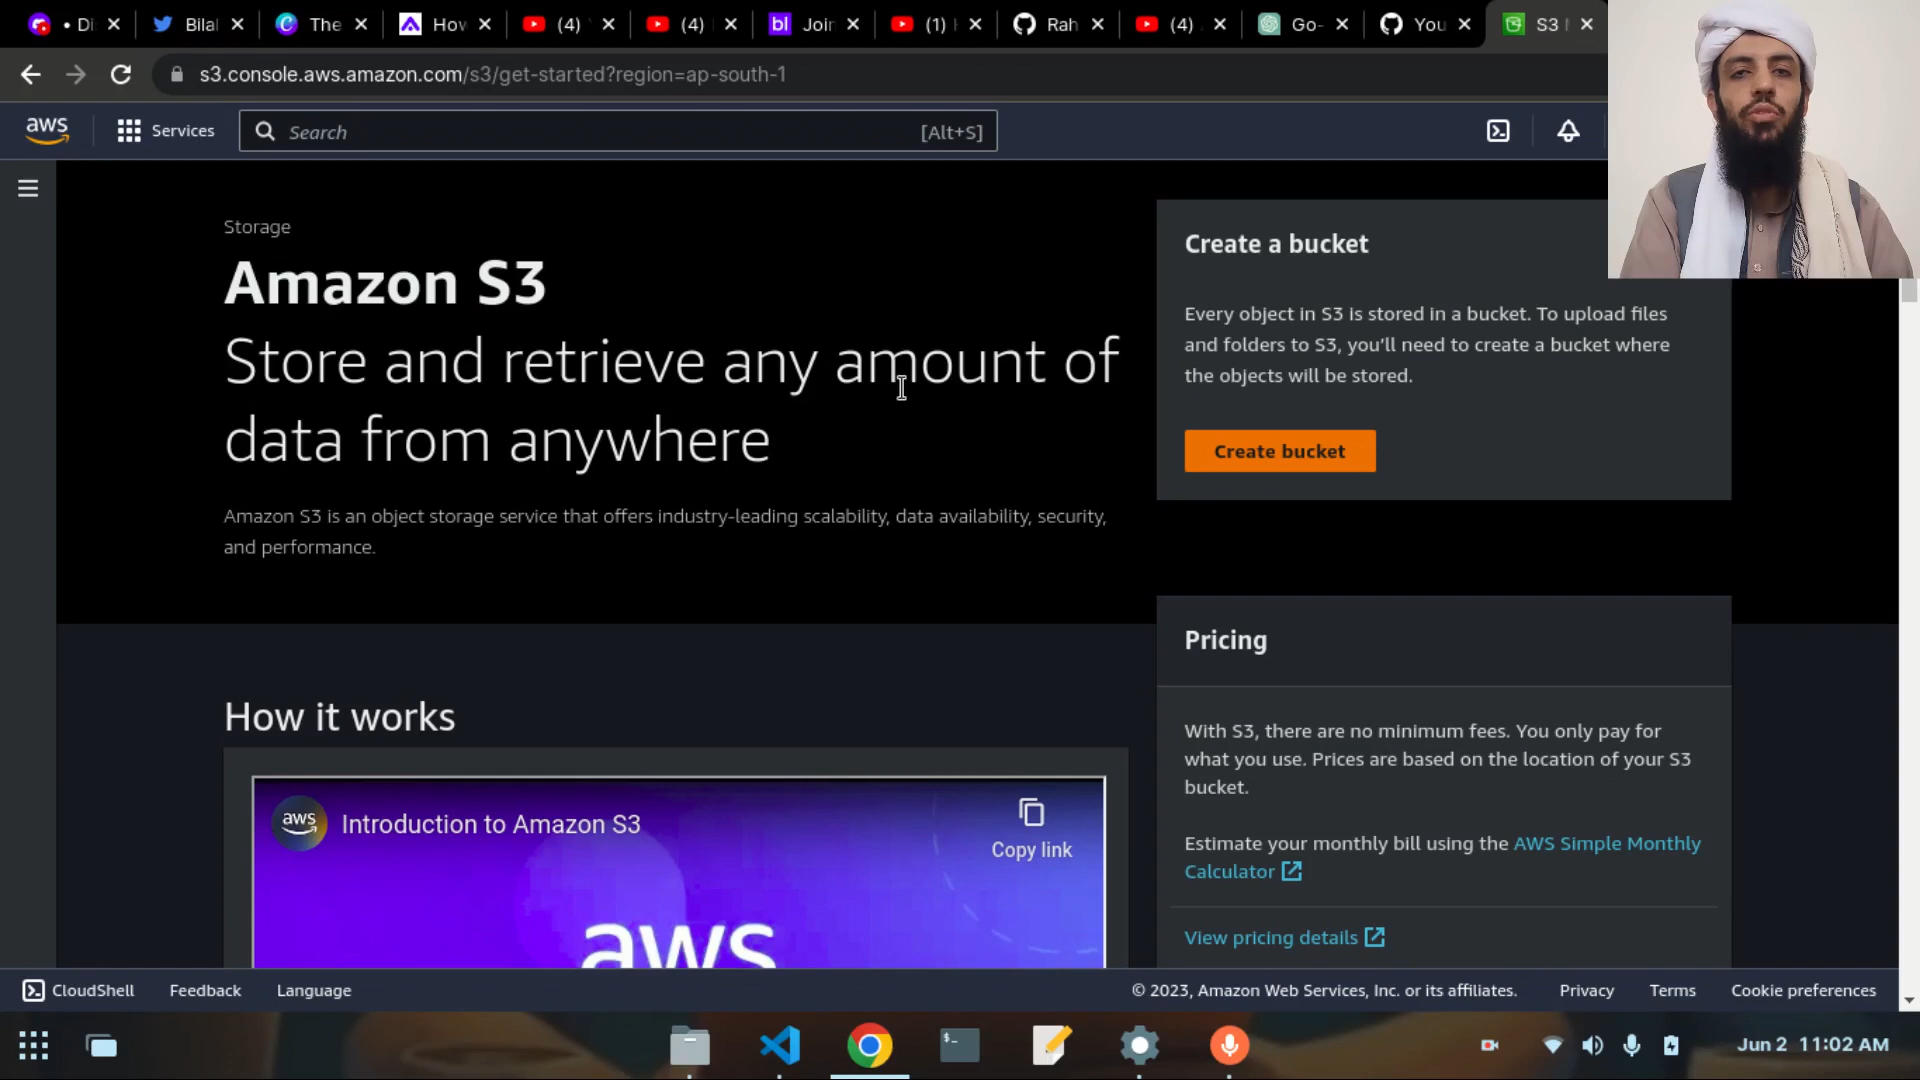 • Di
Bilal
The
How
(4)
(4)
bl
Join
(1)
Rah
(4)
Go-
You
S3
s3.console.aws.amazon.com/s3/get-started?region=ap-south-1
aws
Services
Search
[Alt+S]
Storage
Amazon S3
Store and retrieve any amount of
data from anywhere
Amazon S3 is an object storage service that offers industry-leading scalability, data availability, security,
and performance.
Create a bucket
Every object in S3 is stored in a bucket. To upload files
and folders to S3, you'll need to create a bucket where
the objects will be stored.
Create bucket
Pricing
With S3, there are no minimum fees. You only pay for
what you use. Prices are based on the location of your S3
bucket.
Estimate your monthly bill using the AWS Simple Monthly
Calculator
View pricing details
How it works
aws
Introduction to Amazon S3
Copy link
aws
CloudShell
Feedback
Language
© 2023, Amazon Web Services, Inc. or its affiliates.
Privacy
Terms
Cookie preferences
Jun 2 11:02 AM